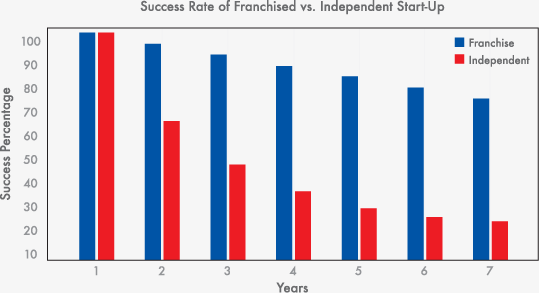 Success Rate of Franchised vs. Independent Start-Up
Success Percentage
100
90
80
70
60
50
40
30
20
10
Franchise
Independent
1 2 3 4 5 6 7
Years